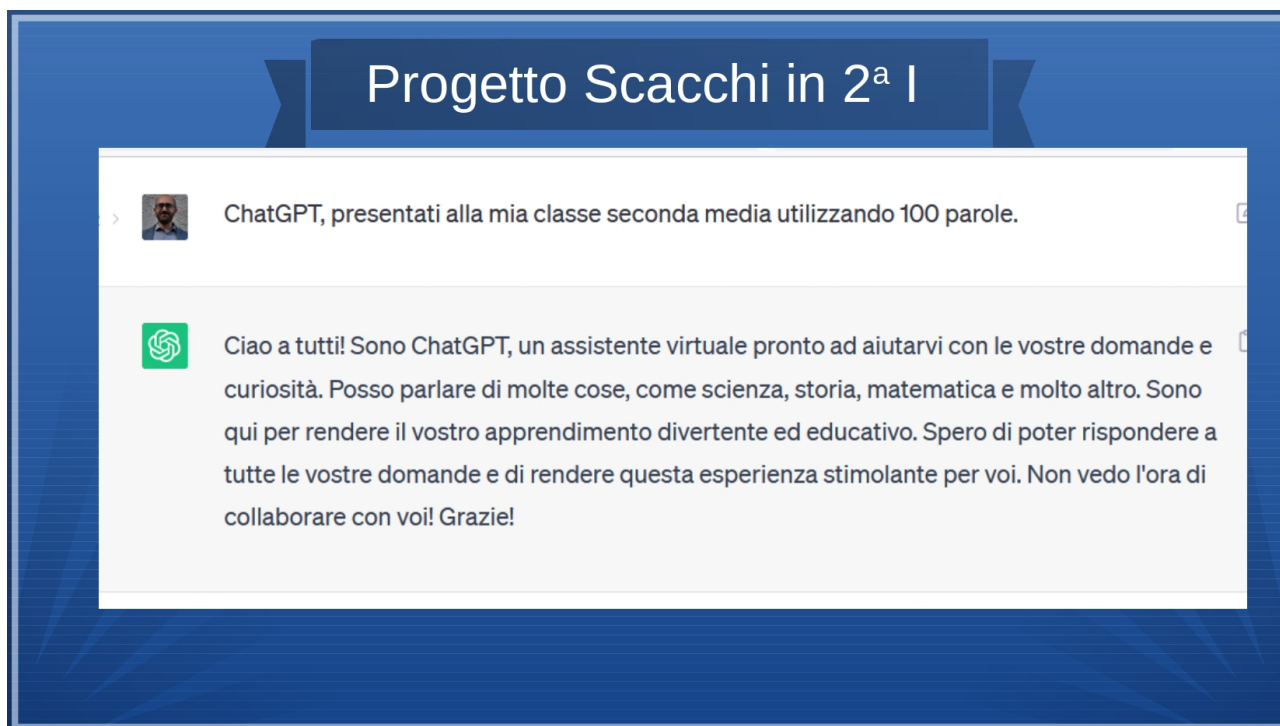 Progetto Scacchi in 2ª I
ChatGPT, presentati alla mia classe seconda media utilizzando 100 parole.
Ciao a tutti! Sono ChatGPT, un assistente virtuale pronto ad aiutarvi con le vostre domande e
curiosità. Posso parlare di molte cose, come scienza, storia, matematica e molto altro. Sono
qui per rendere il vostro apprendimento divertente ed educativo. Spero di poter rispondere a
tutte le vostre domande e di rendere questa esperienza stimolante per voi. Non vedo l'ora di
collaborare con voi! Grazie!